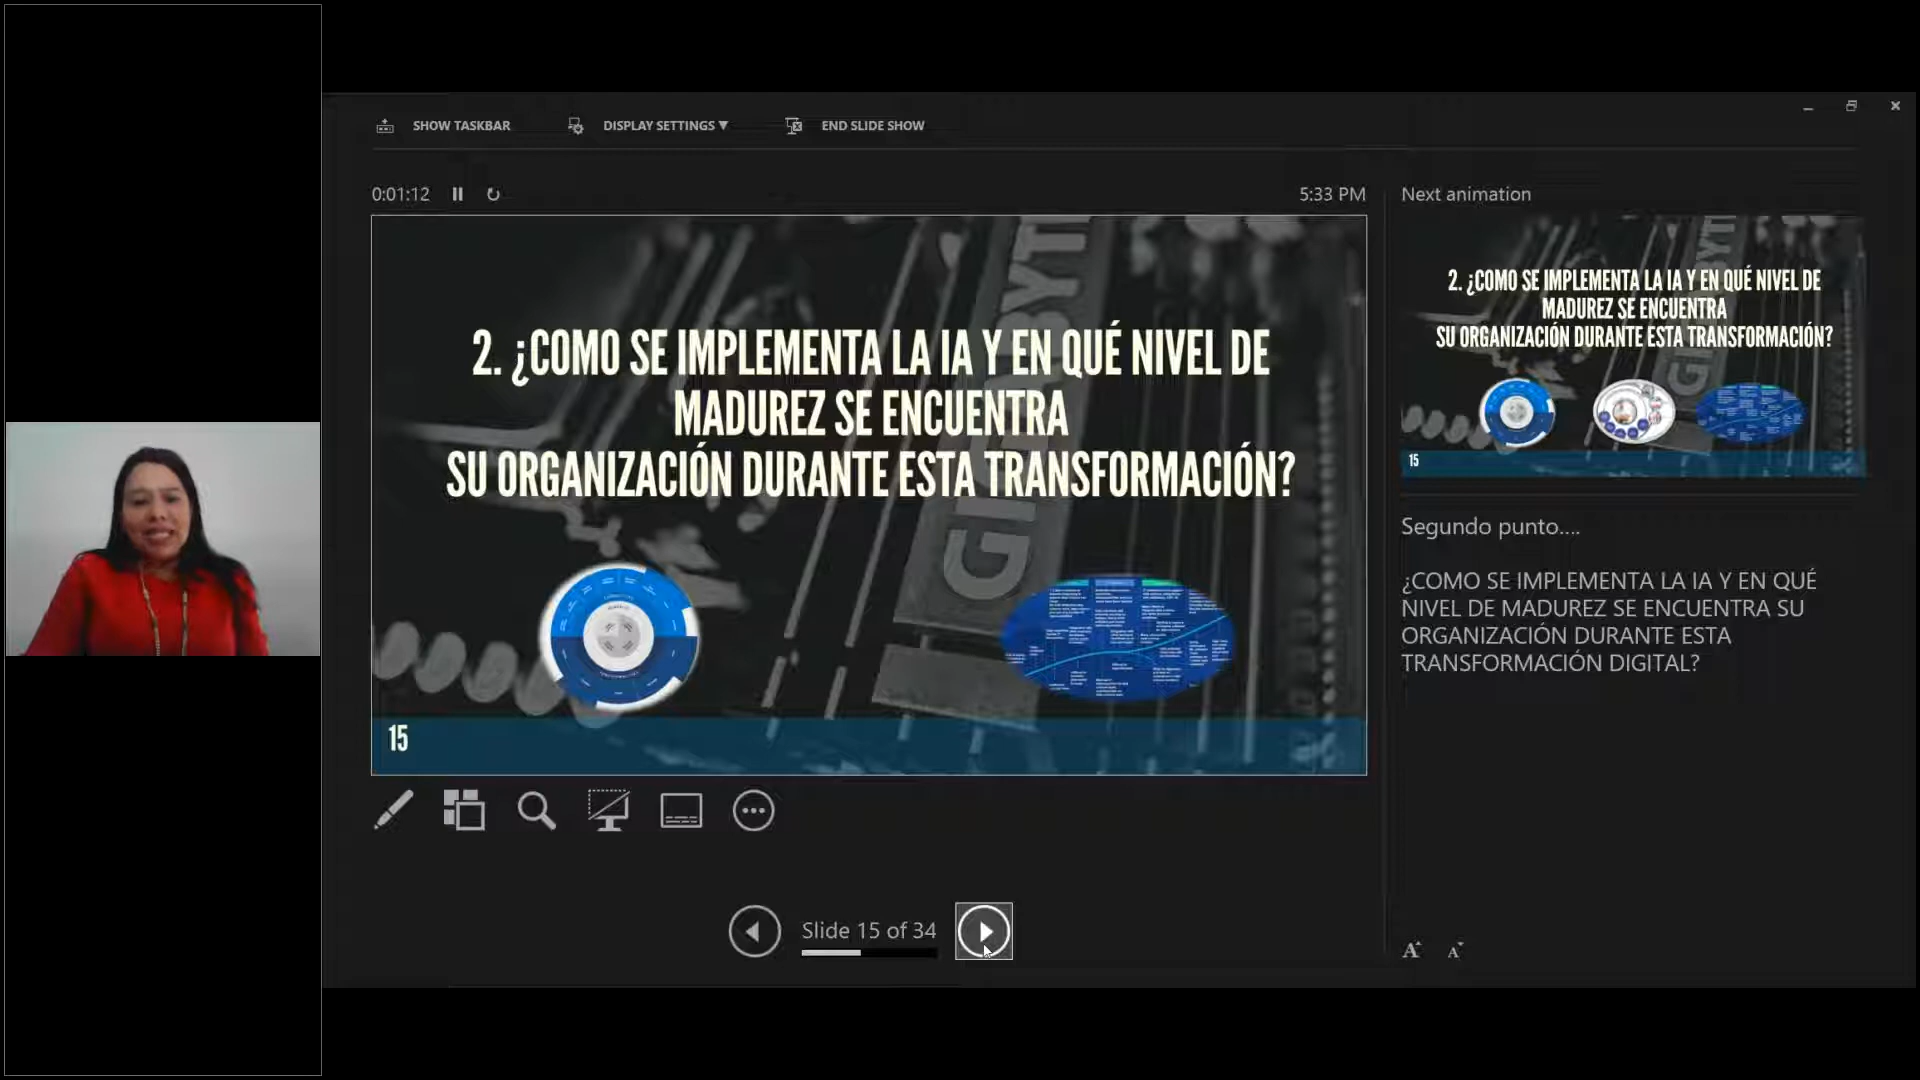 SHOW TASKBAR
DISPLAY SETTINGS ▼
END SLIDE SHOW
0:01:12
5:33 PM
2. ¿COMO SE IMPLEMENTA LA IA Y EN QUÉ NIVEL DE
MADUREZ SE ENCUENTRA
SU ORGANIZACIÓN DURANTE ESTA TRANSFORMACIÓN?
15
Slide 15 of 34
Next animation
2. ¿COMO SE IMPLEMENTA LA IA Y EN QUÉ NIVEL DE
MADUREZ SE ENCUENTRA
SU ORGANIZACIÓN DURANTE ESTA TRANSFORMACIÓN?
15
Segundo punto....
¿COMO SE IMPLEMENTA LA IA Y EN QUÉ
NIVEL DE MADUREZ SE ENCUENTRA SU
ORGANIZACIÓN DURANTE ESTA
TRANSFORMACIÓN DIGITAL?
A A